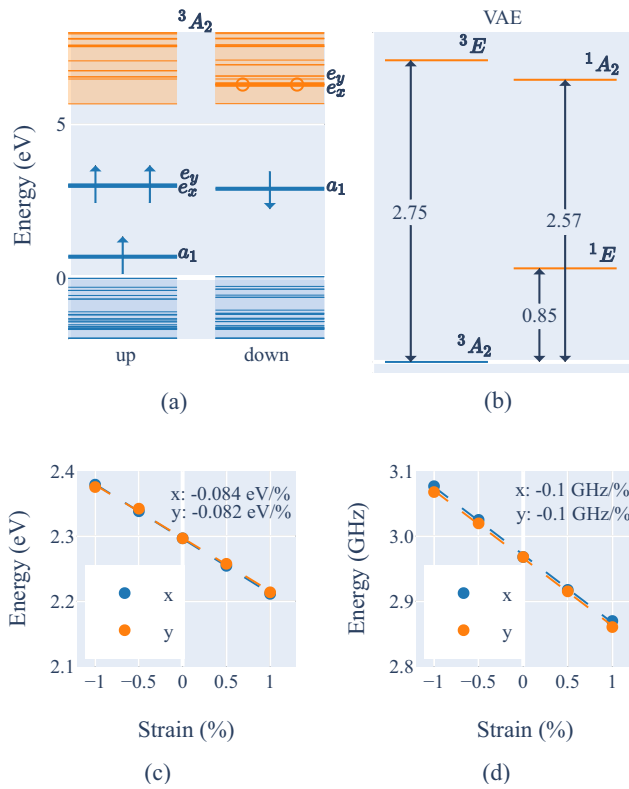 ³A₂
Energy (eV)
5
0
e_y
e_x
a₁
e_y
e_x
a₁
up
down
(a)
VAE
³E
¹A₂
2.75
2.57
¹E
0.85
³A₂
(b)
2.4
2.3
2.2
2.1
Energy (eV)
x: -0.084 eV/%
y: -0.082 eV/%
x
y
−1
−0.5
0
0.5
1
Strain (%)
(c)
3.1
3.0
2.9
2.8
Energy (GHz)
x: -0.1 GHz/%
y: -0.1 GHz/%
x
y
−1
−0.5
0
0.5
1
Strain (%)
(d)